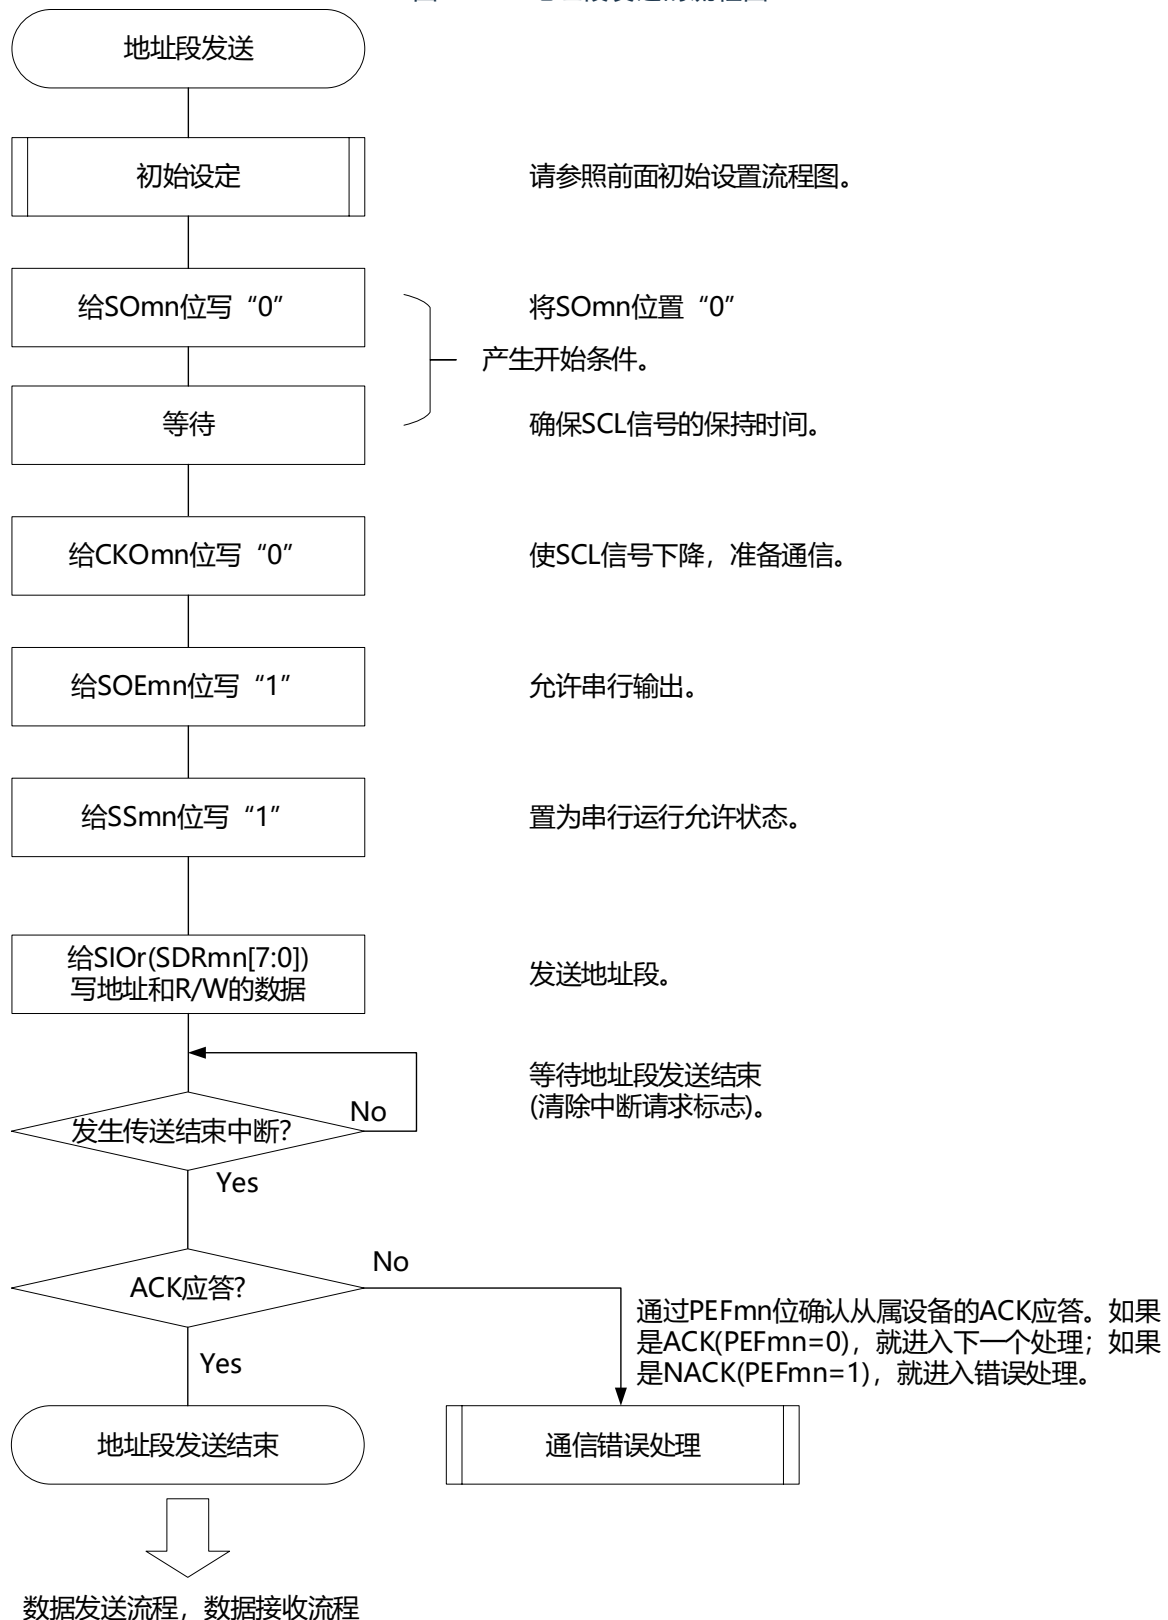 地址段发送
初始设定
请参照前面初始设置流程图。
给SOmn位写“0”
将SOmn位置“0”
产生开始条件。
等待
确保SCL信号的保持时间。
给CKOmn位写“0”
使SCL信号下降，准备通信。
给SOEmn位写“1”
允许串行输出。
给SSmn位写“1”
置为串行运行允许状态。
给SIOr(SDRmn[7:0])
写地址和R/W的数据
发送地址段。
等待地址段发送结束
(清除中断请求标志)。
发生传送结束中断?
No
Yes
ACK应答?
No
通过PEFmn位确认从属设备的ACK应答。如果
是ACK(PEFmn=0)，就进入下一个处理；如果
是NACK(PEFmn=1)，就进入错误处理。
Yes
地址段发送结束
通信错误处理
数据发送流程，数据接收流程